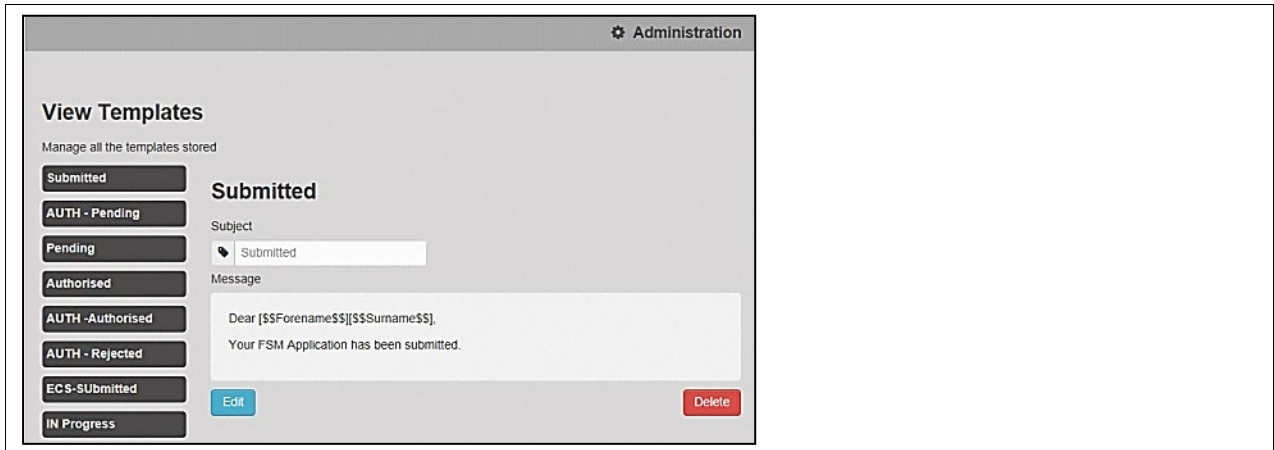 Administration
View Templates
Manage all the templates stored
Submitted
AUTH - Pending
Pending
Authorised
AUTH -Authorised
AUTH - Rejected
ECS-SUbmitted
IN Progress
Submitted
Subject
Submitted
Message
Dear [$$Forename$$][$$Surname$$],
Your FSM Application has been submitted.
Edit
Delete